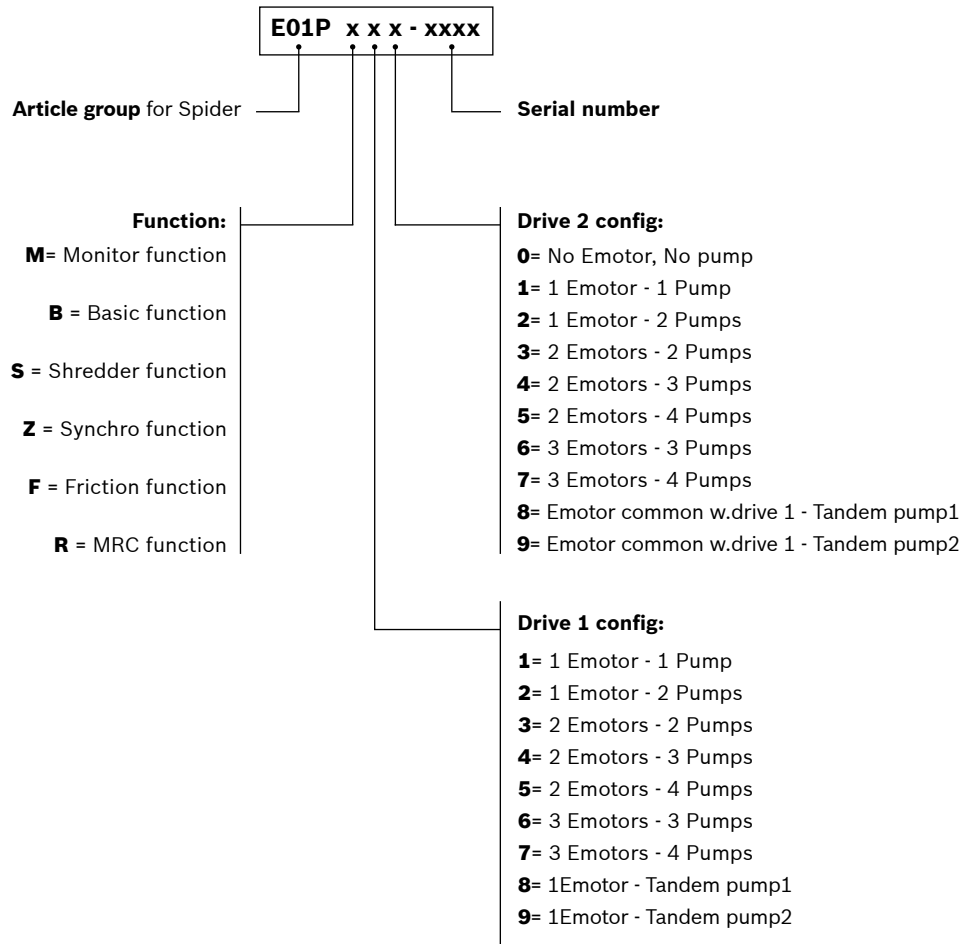 E01P x x x - xxxx
Article group for Spider
Serial number
Function:
M= Monitor function
B = Basic function
S = Shredder function
Z = Synchro function
F = Friction function
R = MRC function
Drive 2 config:
0= No Emotor, No pump
1= 1 Emotor - 1 Pump
2= 1 Emotor - 2 Pumps
3= 2 Emotors - 2 Pumps
4= 2 Emotors - 3 Pumps
5= 2 Emotors - 4 Pumps
6= 3 Emotors - 3 Pumps
7= 3 Emotors - 4 Pumps
8= Emotor common w.drive 1 - Tandem pump1
9= Emotor common w.drive 1 - Tandem pump2
Drive 1 config:
1= 1 Emotor - 1 Pump
2= 1 Emotor - 2 Pumps
3= 2 Emotors - 2 Pumps
4= 2 Emotors - 3 Pumps
5= 2 Emotors - 4 Pumps
6= 3 Emotors - 3 Pumps
7= 3 Emotors - 4 Pumps
8= 1Emotor - Tandem pump1
9= 1Emotor - Tandem pump2